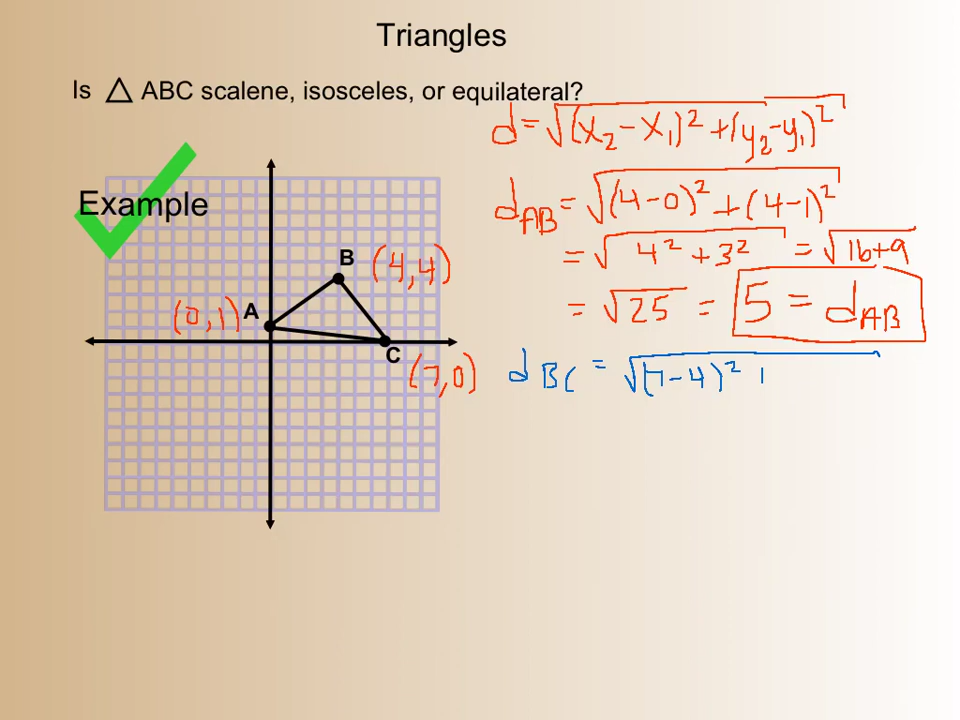 Triangles
Is △ ABC scalene, isosceles, or equilateral?
d = √(x₂ - x₁)² + (y₂ - y₁)²
Example
d_AB = √(4 - 0)² + (4 - 1)²
= √4² + 3² = √16+9
= √25 = 5 = d_AB
B (4,4)
(0,1) A
C (7,0)
d_BC = √(7 - 4)²